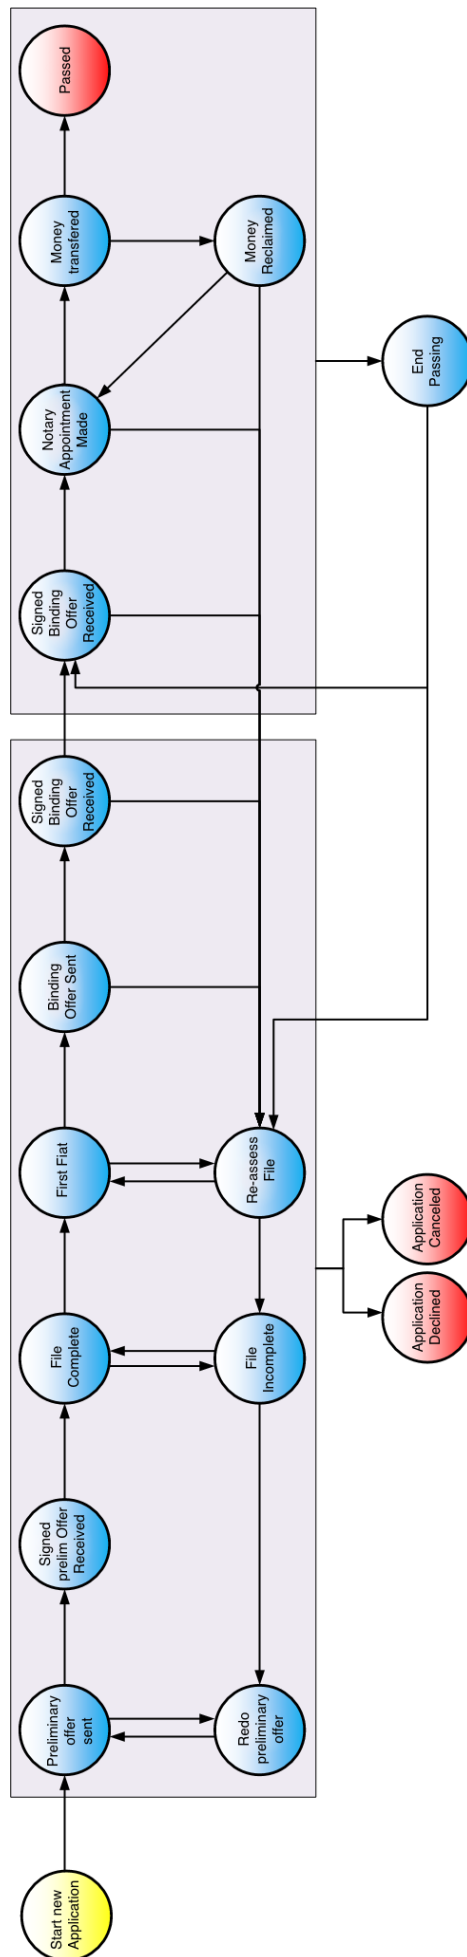 Start new
Application
Preliminary
offer
sent
Signed
prelim Offer
Received
File
Complete
First Fiat
Binding
Offer Sent
Signed
Binding
Offer
Received
Signed
Binding
Offer
Received
Notary
Appointment
Made
Money
transfered
Passed
Redo
preliminary
offer
File
Incomplete
Re-assess
File
Money
Reclaimed
Application
Declined
Application
Canceled
End
Passing